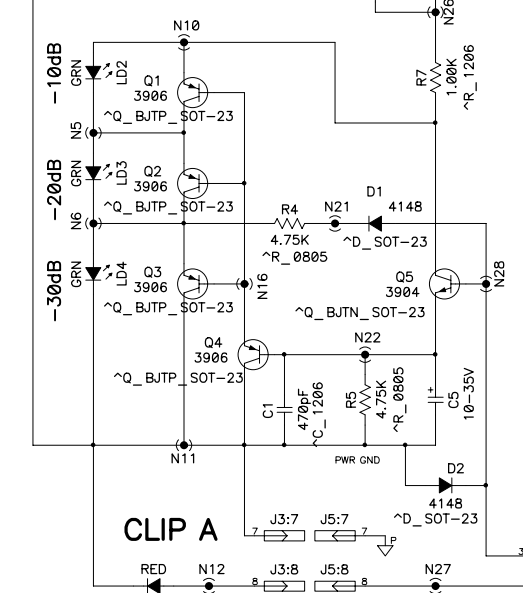 N26
N10
R7
1.00K
^R_1206
-10dB
GRN
LD2
Q1
3906
^Q_BJTP_SOT-23
N5
-20dB
GRN
LD3
Q2
3906
^Q_BJTP_SOT-23
N6
R4
4.75K
^R_0805
N21
D1
4148
^D_SOT-23
-30dB
GRN
LD4
Q3
3906
^Q_BJTP_SOT-23
N16
Q5
3904
^Q_BJTN_SOT-23
N28
Q4
3906
^Q_BJTP_SOT-23
N22
C1
470pF
^C_1206
R5
4.75K
^R_0805
+
C5
10-35V
N11
PWR GND
D2
4148
^D_SOT-23
CLIP A
7
J3:7
J5:7
7
P
3
RED
N12
8
J3:8
J5:8
8
N27